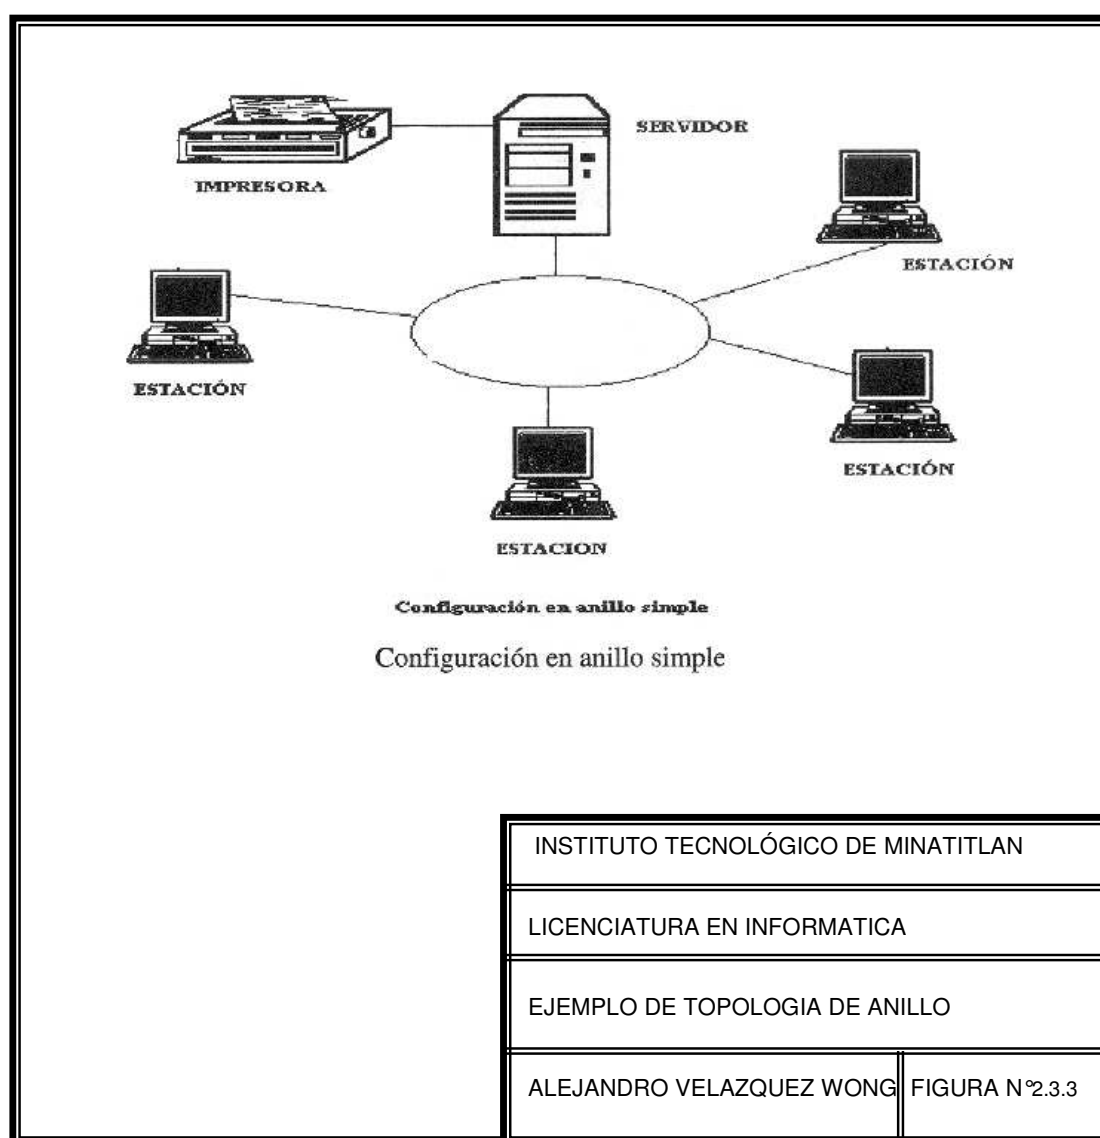 SERVIDOR
IMPRESORA
ESTACIÓN
ESTACIÓN
ESTACIÓN
ESTACION
Configuración en anillo simple
Configuración en anillo simple
INSTITUTO TECNOLÓGICO DE MINATITLAN
LICENCIATURA EN INFORMATICA
EJEMPLO DE TOPOLOGIA DE ANILLO
ALEJANDRO VELAZQUEZ WONG
FIGURA N°2.3.3